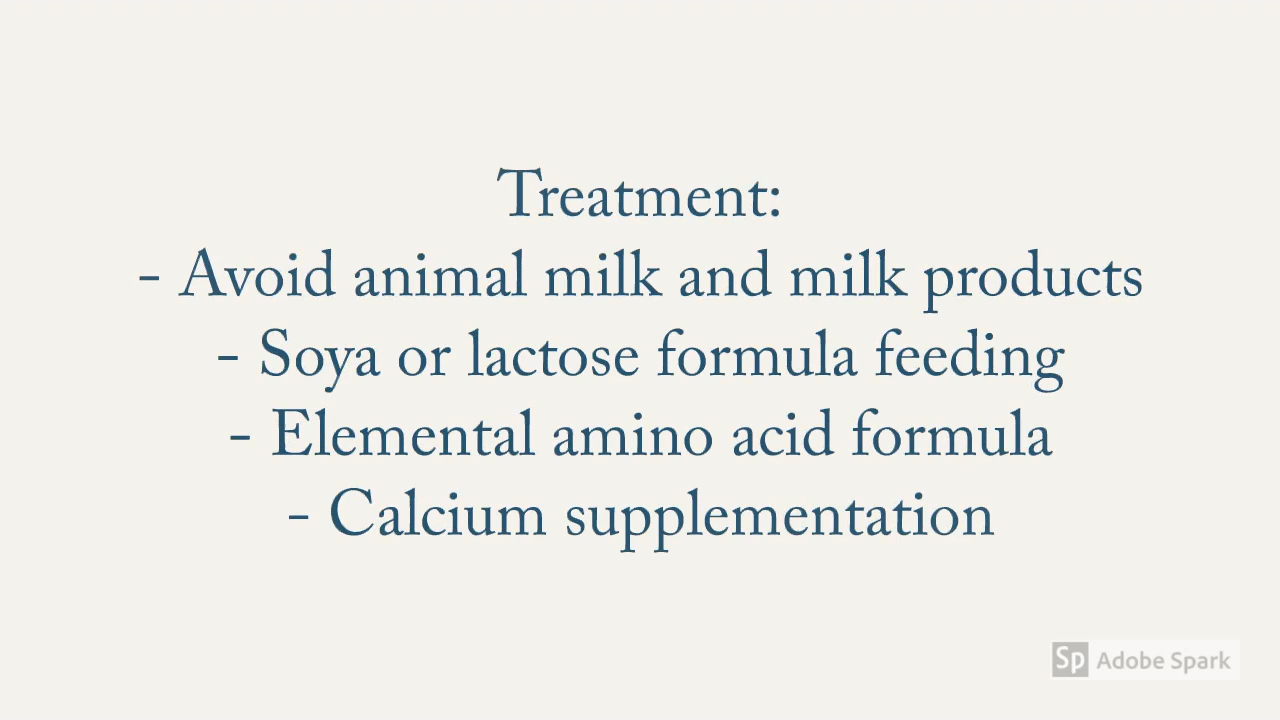 Treatment:
- Avoid animal milk and milk products
- Soya or lactose formula feeding
- Elemental amino acid formula
- Calcium supplementation
Sp Adobe Spark